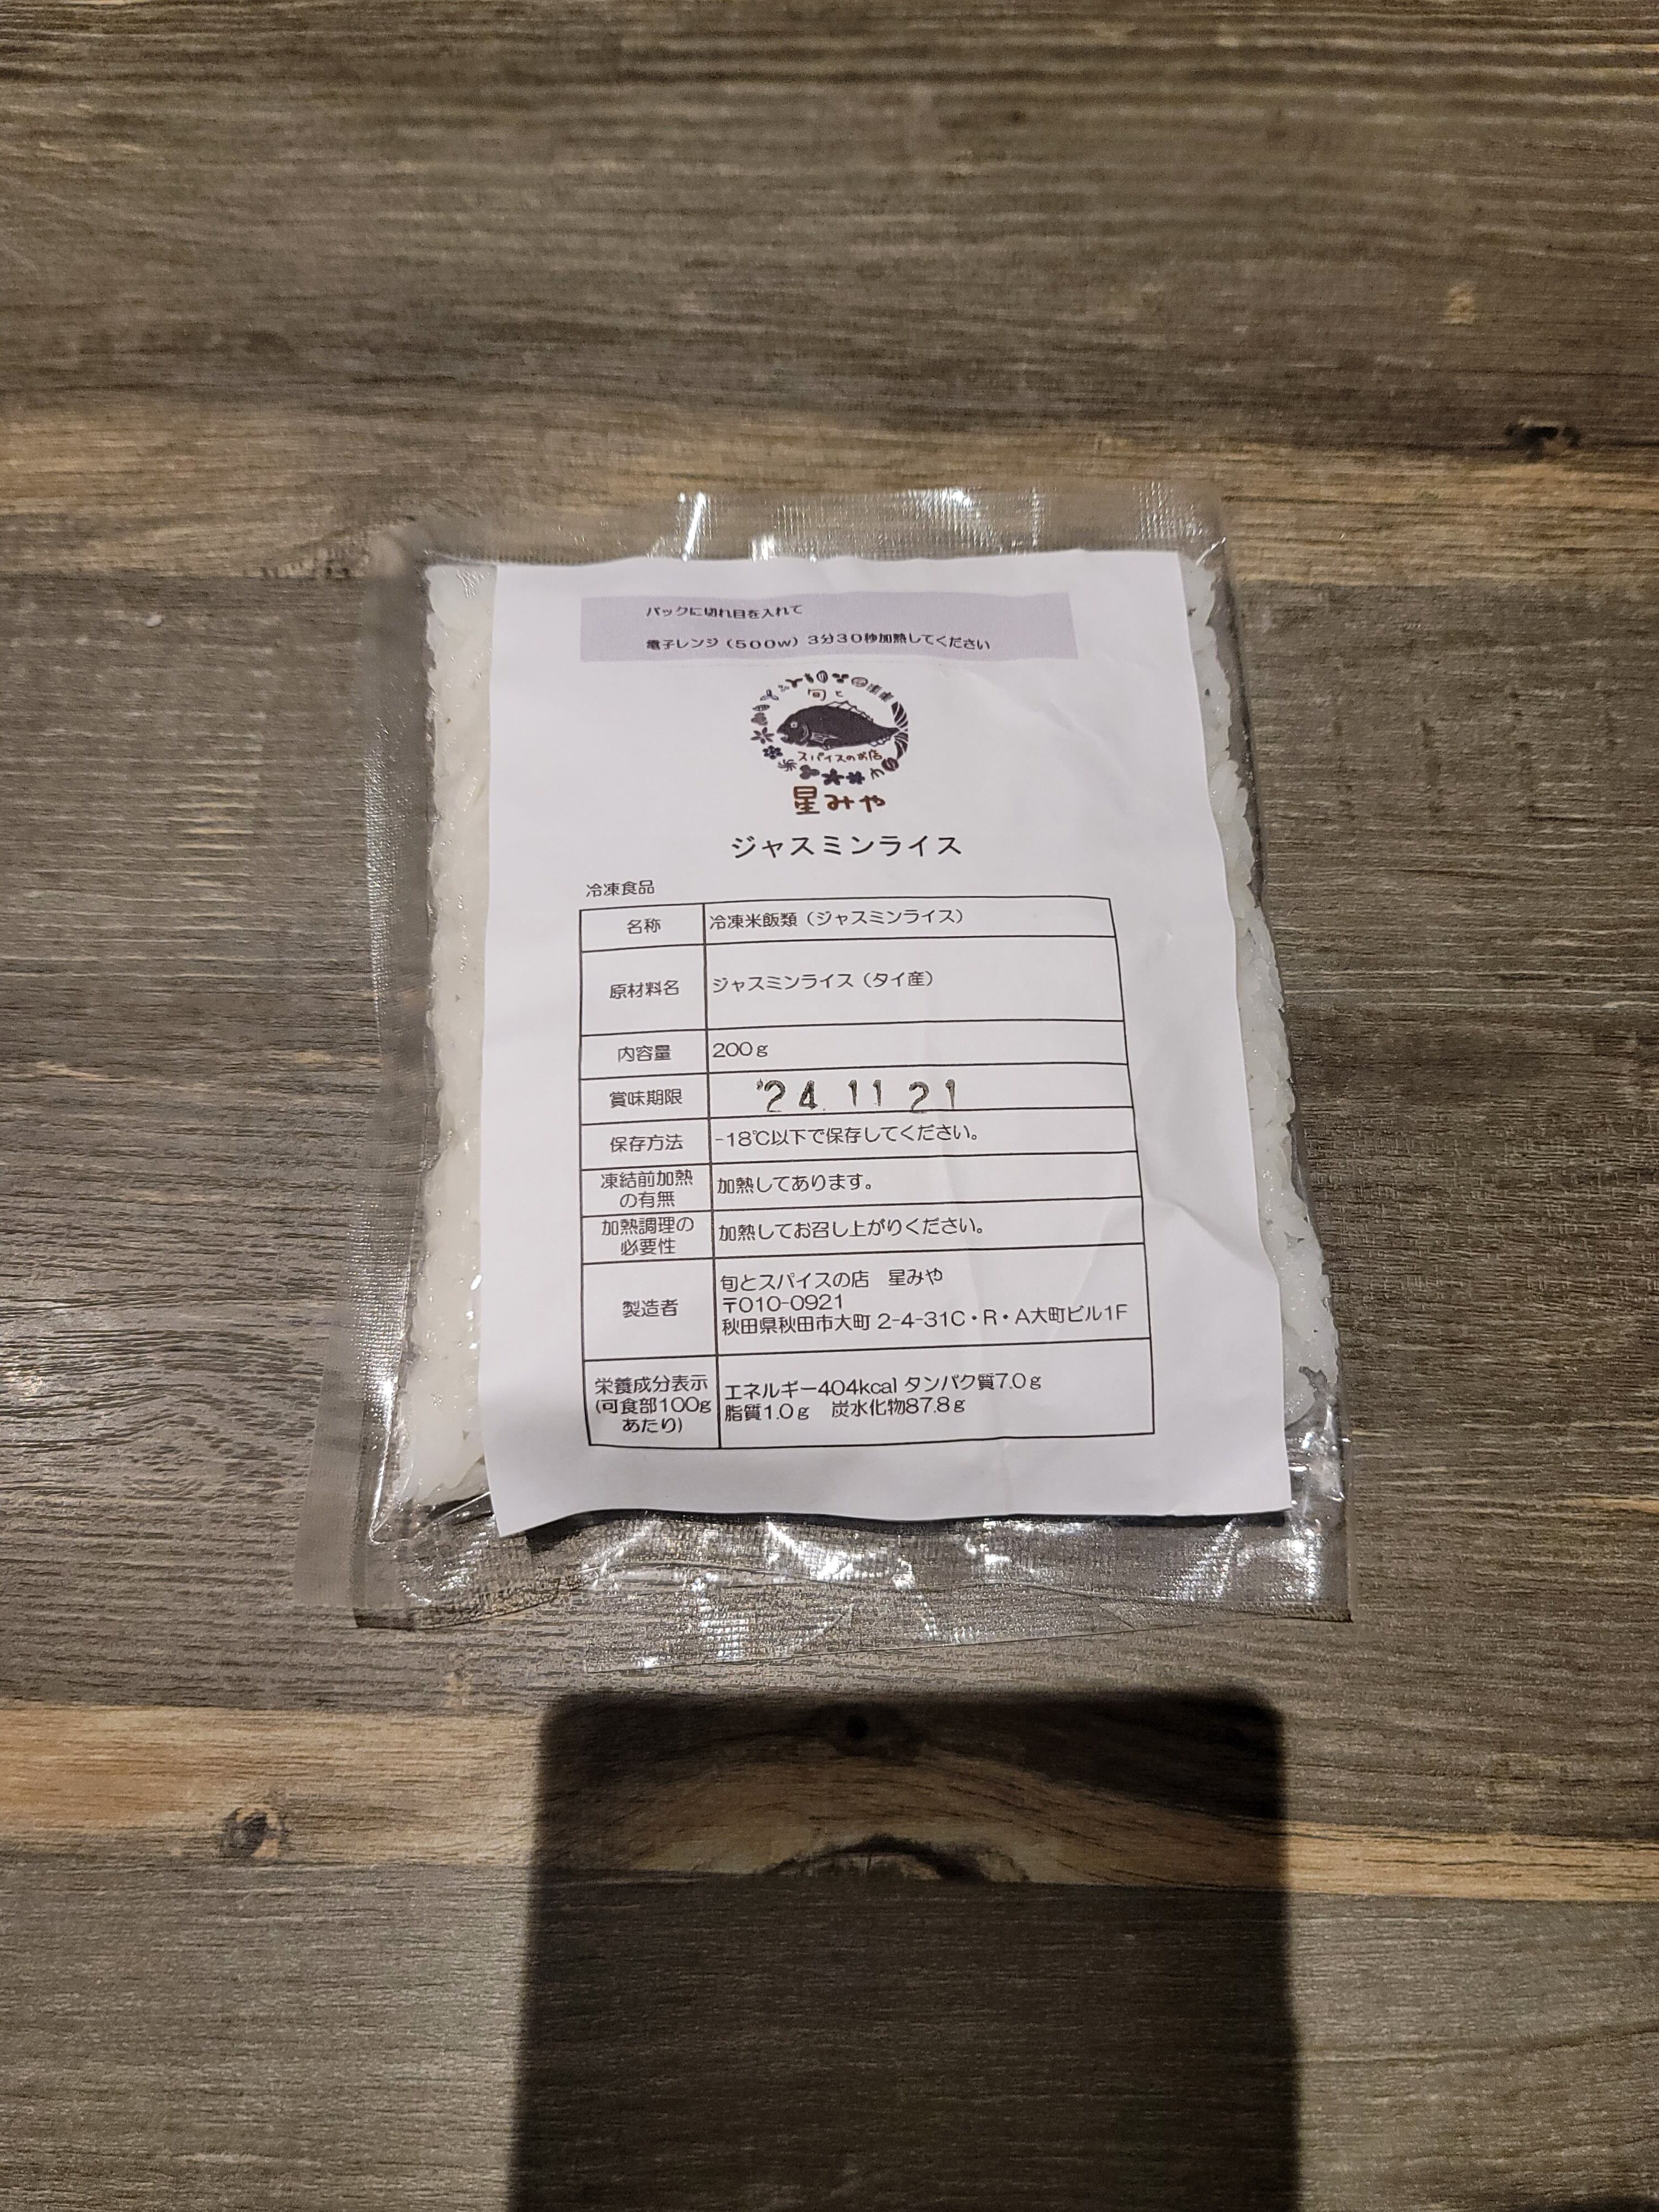 パックに切れ目を入れて
電子レンジ（500w）3分30秒加熱してください
旬と
スパイスのお店
星みや
ジャスミンライス
冷凍食品
名称 冷凍米飯類（ジャスミンライス）
原材料名 ジャスミンライス（タイ産）
内容量 200g
賞味期限 '24.11 21
保存方法 -18℃以下で保存してください。
凍結前加熱
の有無 加熱してあります。
加熱調理の
必要性 加熱してお召し上がりください。
製造者 旬とスパイスの店 星みや
〒010-0921
秋田県秋田市大町 2-4-31C・R・A大町ビル1F
栄養成分表示
(可食部100g
あたり) エネルギー404kcal タンパク質7.0g
脂質1.0g 炭水化物87.8g